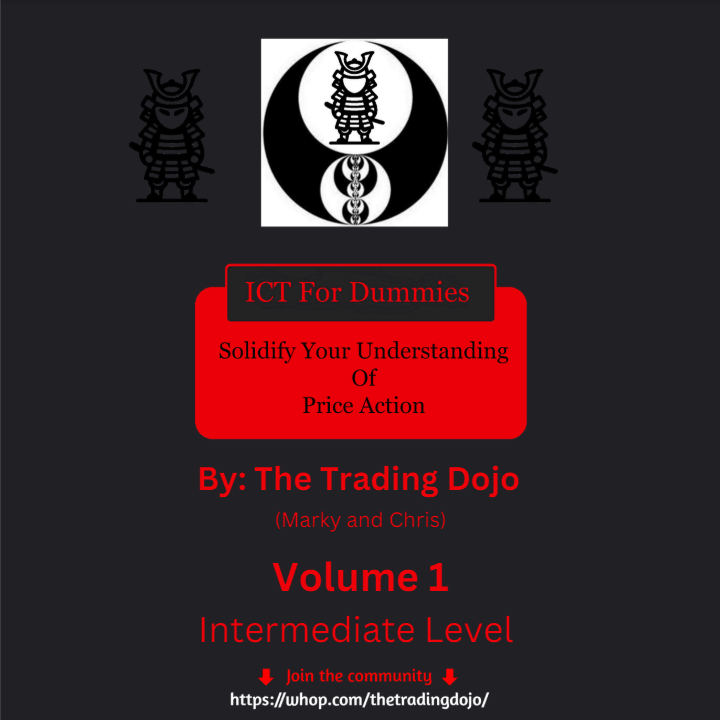 ICT For Dummies
Solidify Your Understanding
Of
Price Action
By: The Trading Dojo
(Marky and Chris)
Volume 1
Intermediate Level
Join the community
https://whop.com/thetradingdojo/